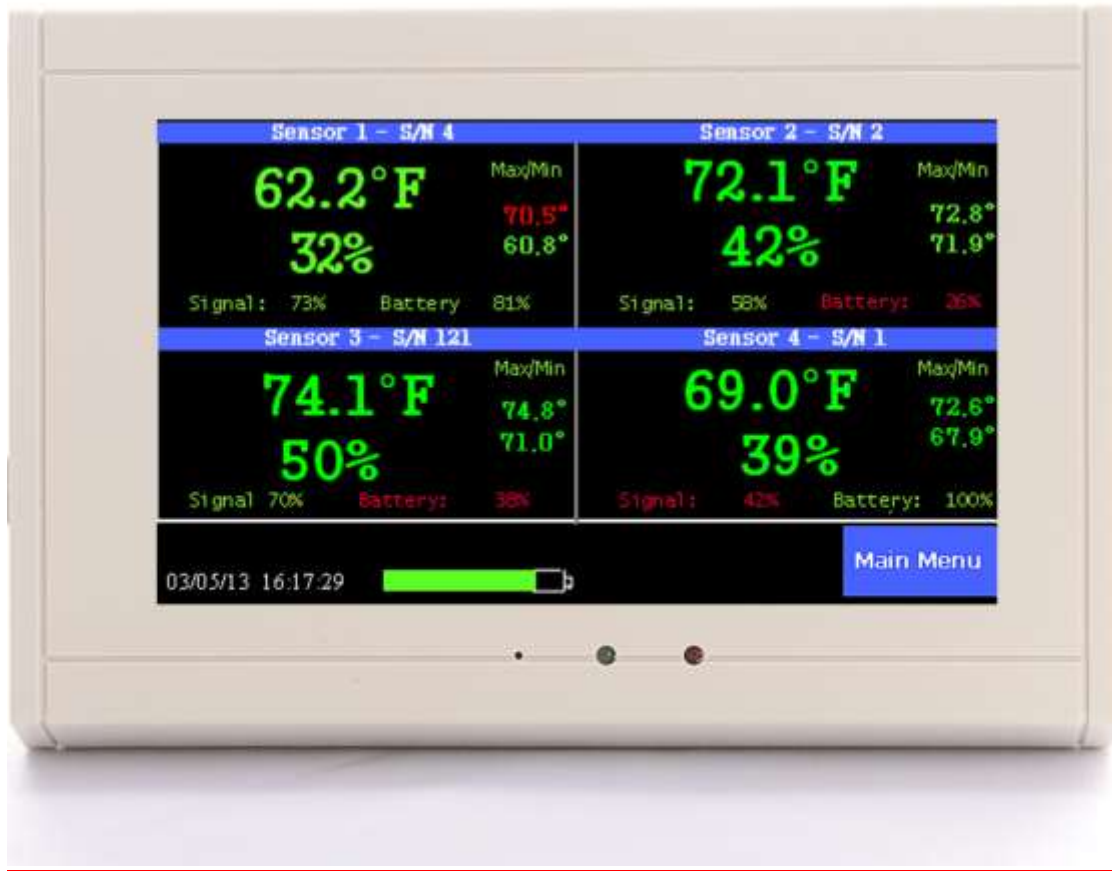 Sensor 1 - S/N 4
62.2°F
Max/Min
70.5°
32%
60.8°
Signal: 73% Battery 81%
Sensor 2 - S/N 2
72.1°F
Max/Min
72.8°
42%
71.9°
Signal: 58% Battery: 26%
Sensor 3 - S/N 121
74.1°F
Max/Min
74.8°
50%
71.0°
Signal 70% Battery: 38%
Sensor 4 - S/N 1
69.0°F
Max/Min
72.6°
39%
67.9°
Signal: 42% Battery: 100%
03/05/13 16:17:29
Main Menu